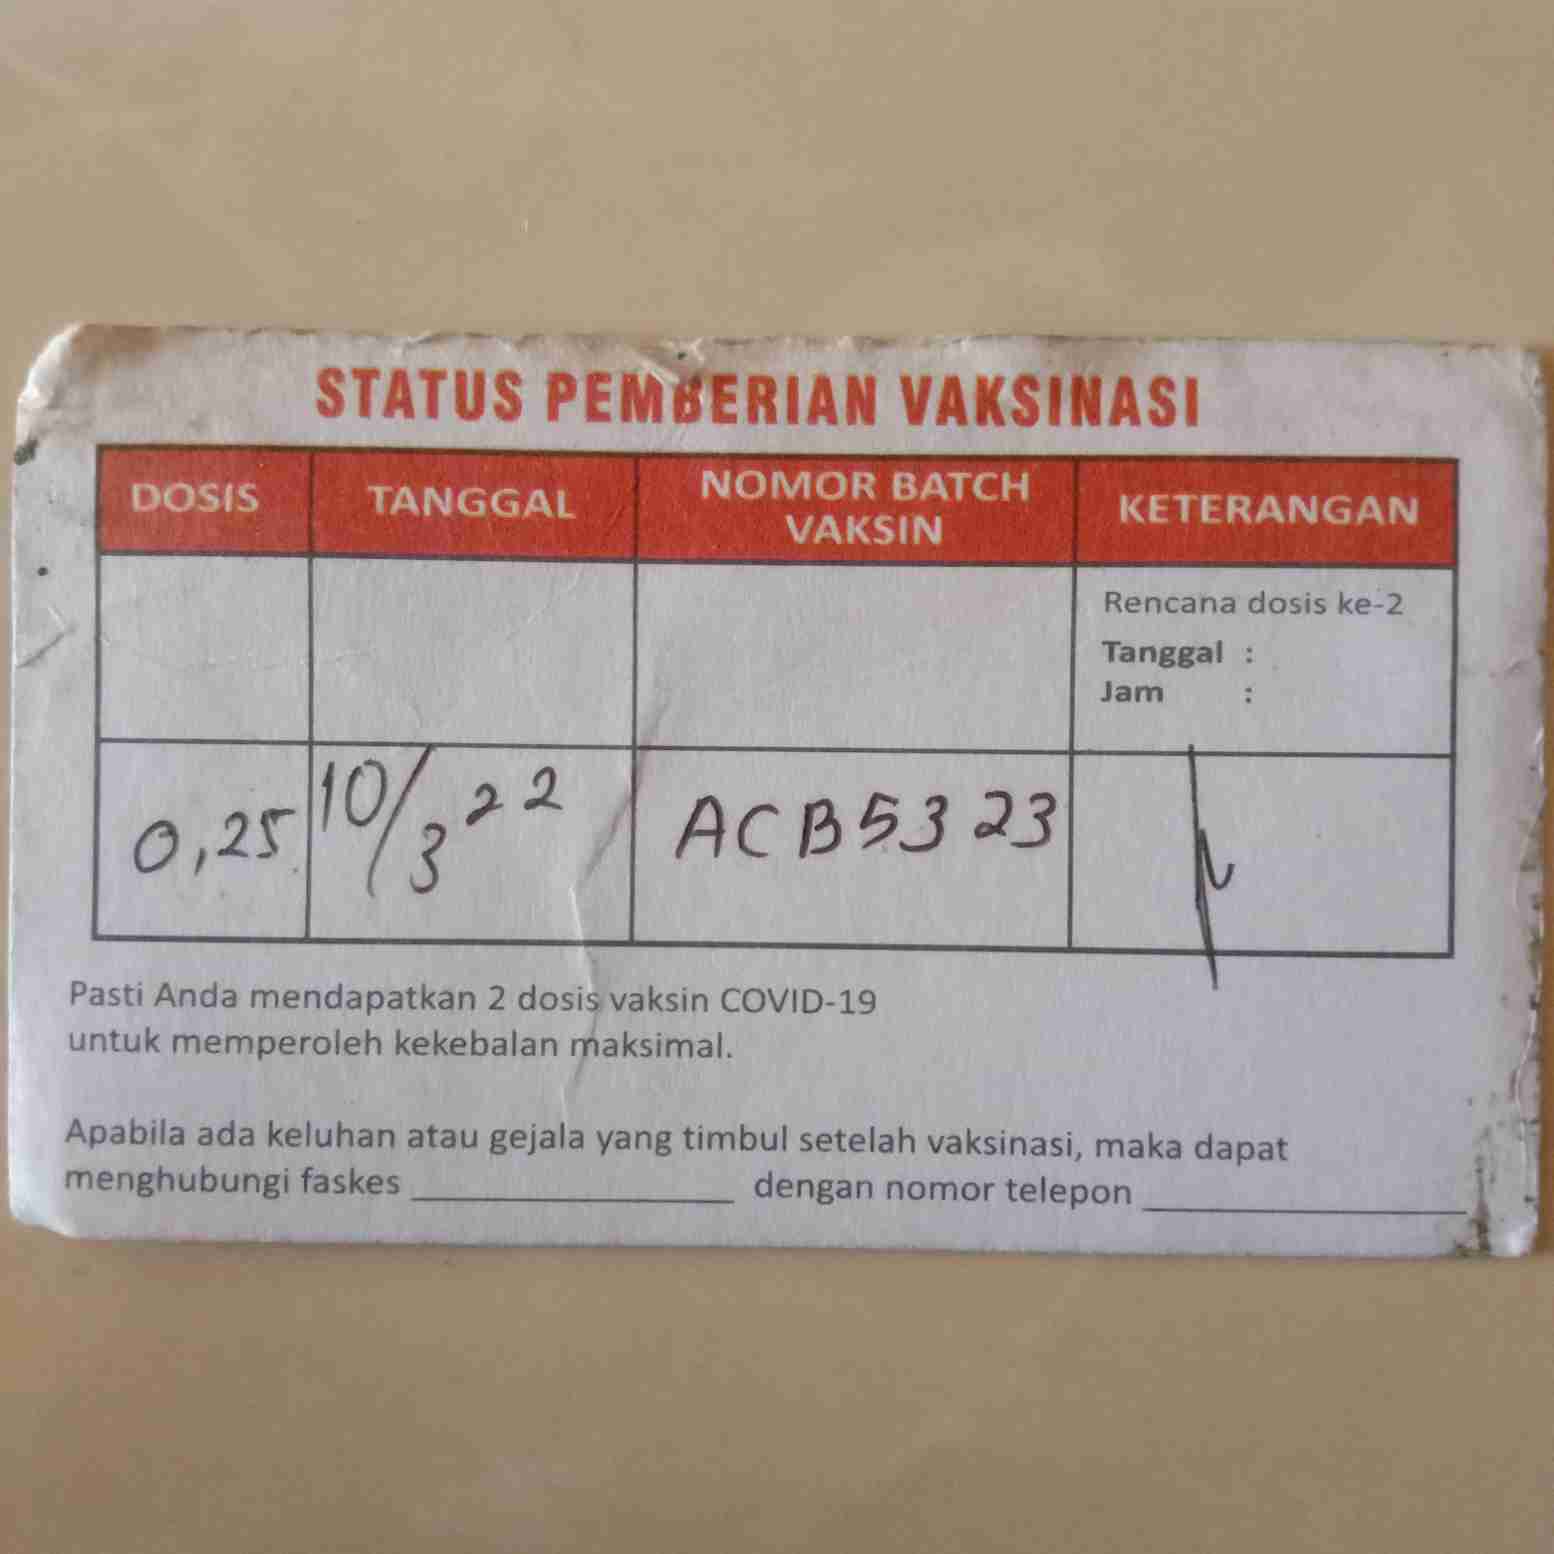 STATUS PEMBERIAN VAKSINASI
DOSIS TANGGAL NOMOR BATCH VAKSIN KETERANGAN
Rencana dosis ke-2
Tanggal :
Jam :
0,25 10/3 22 ACB5323
Pasti Anda mendapatkan 2 dosis vaksin COVID-19
untuk memperoleh kekebalan maksimal.
Apabila ada keluhan atau gejala yang timbul setelah vaksinasi, maka dapat
menghubungi faskes ____________ dengan nomor telepon ____________